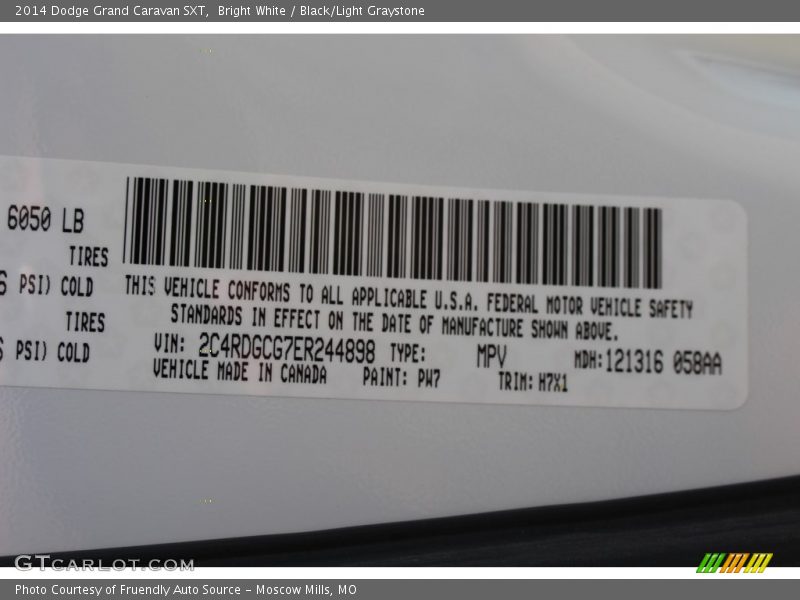 2014 Dodge Grand Caravan SXT,  Bright White / Black/Light Graystone
6050 LB
TIRES
PSI) COLD
TIRES
PSI) COLD
THIS VEHICLE CONFORMS TO ALL APPLICABLE U.S.A. FEDERAL MOTOR VEHICLE SAFETY
STANDARDS IN EFFECT ON THE DATE OF MANUFACTURE SHOWN ABOVE.
VIN: 2C4RDGCG7ER244898 TYPE: MPV MDH:121316 058AA
VEHICLE MADE IN CANADA PAINT: PW7 TRIM: H7X1
GTCARLOT.COM
Photo Courtesy of Fruendly Auto Source - Moscow Mills, MO